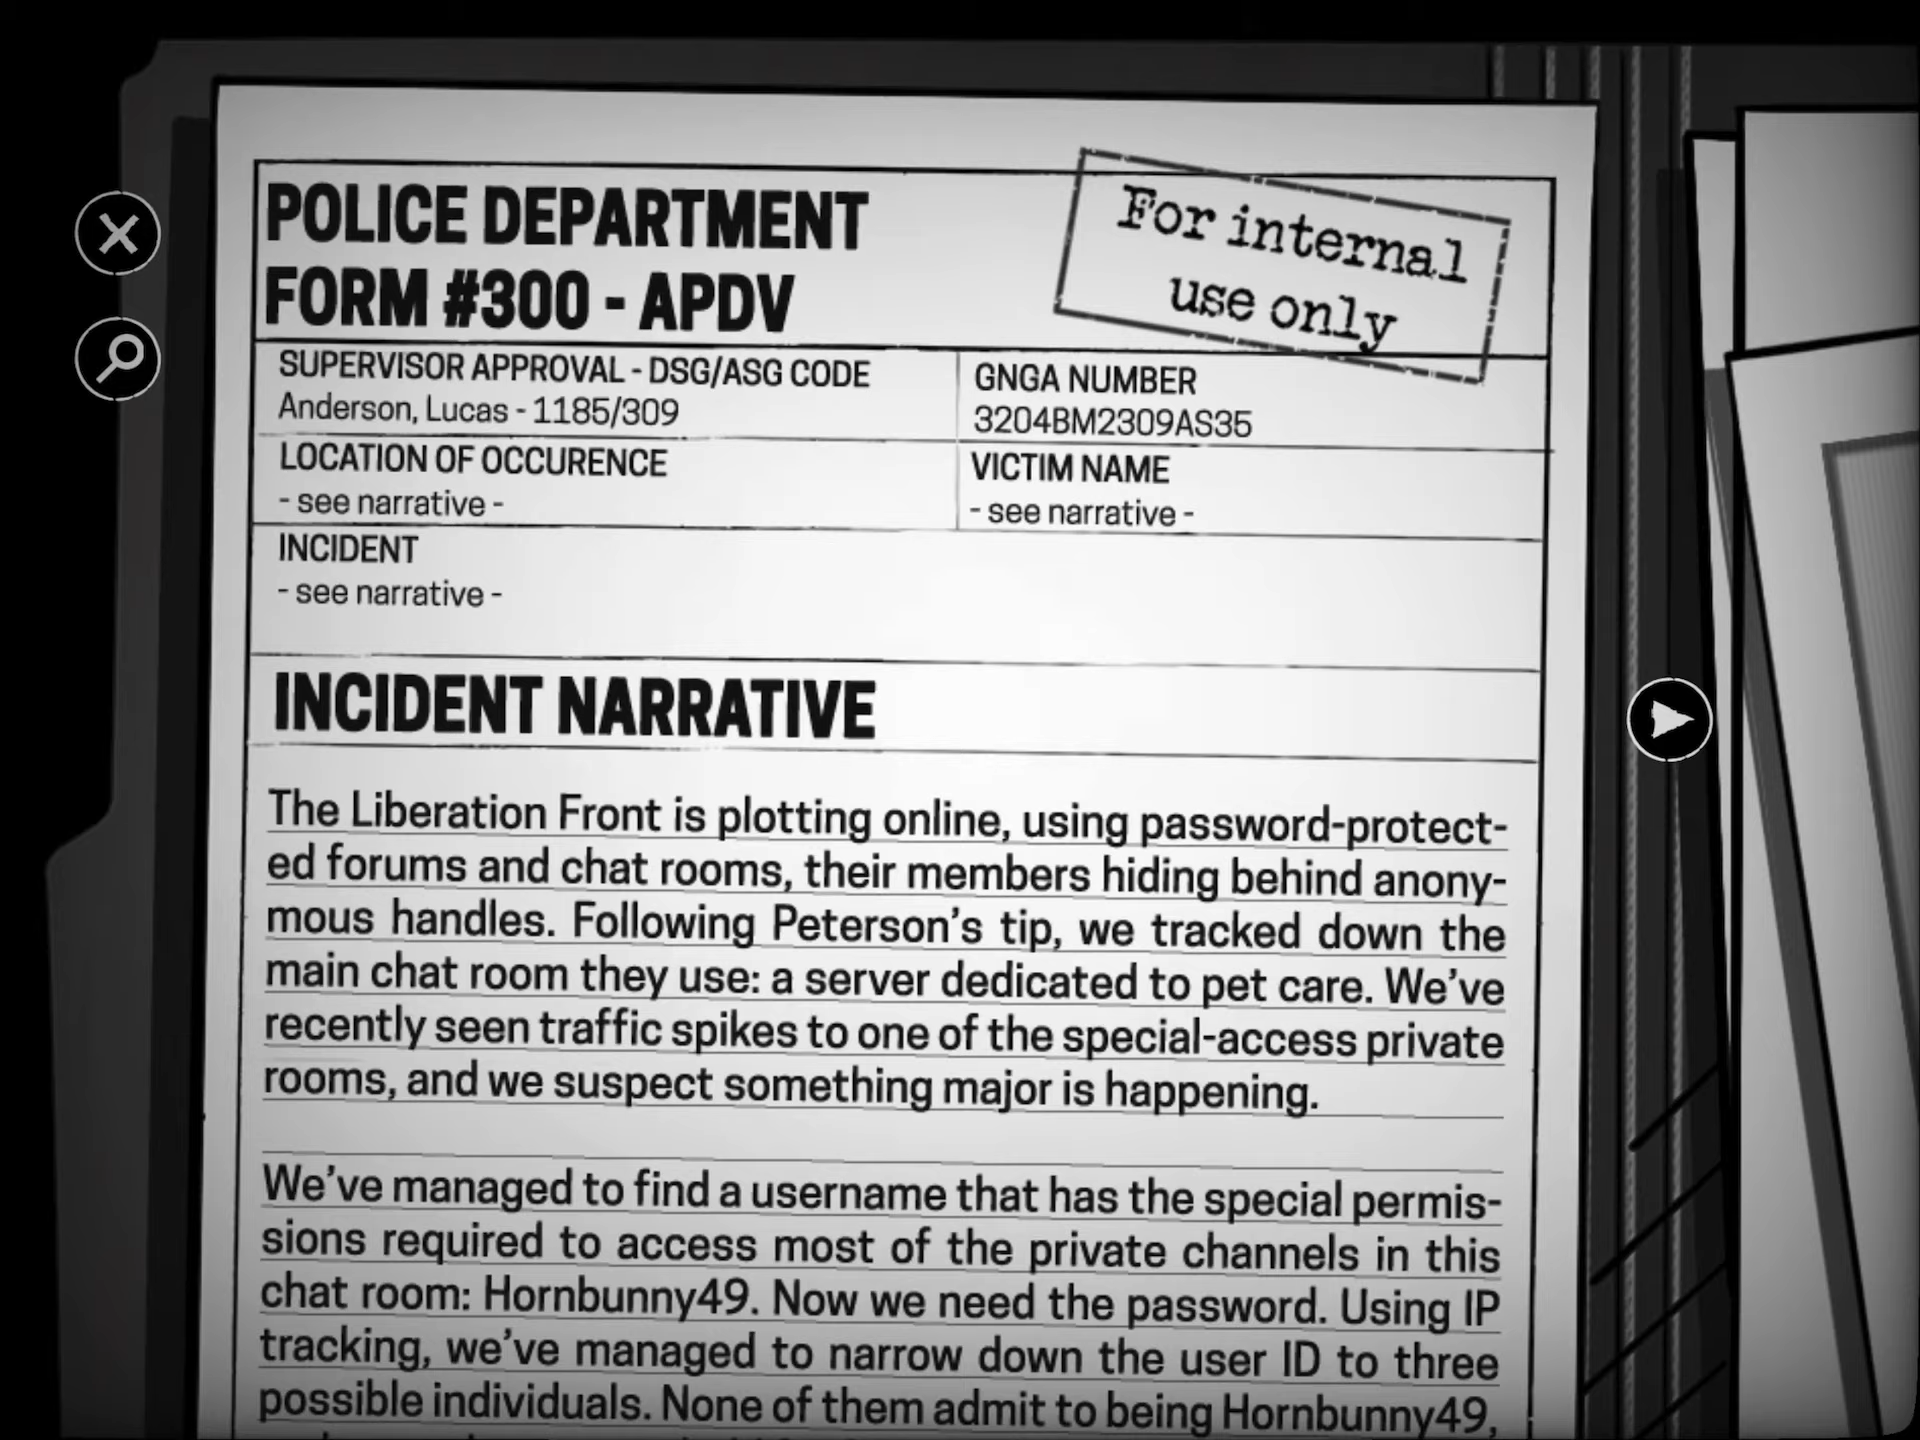 POLICE DEPARTMENT
FORM #300 - APDV
For internal
use only
SUPERVISOR APPROVAL - DSG/ASG CODE
Anderson, Lucas - 1185/309
GNGA NUMBER
3204BM2309AS35
LOCATION OF OCCURENCE
- see narrative -
VICTIM NAME
- see narrative -
INCIDENT
- see narrative -
INCIDENT NARRATIVE
The Liberation Front is plotting online, using password-protect-
ed forums and chat rooms, their members hiding behind anony-
mous handles. Following Peterson's tip, we tracked down the
main chat room they use: a server dedicated to pet care. We've
recently seen traffic spikes to one of the special-access private
rooms, and we suspect something major is happening.
We've managed to find a username that has the special permis-
sions required to access most of the private channels in this
chat room: Hornbunny49. Now we need the password. Using IP
tracking, we've managed to narrow down the user ID to three
possible individuals. None of them admit to being Hornbunny49,